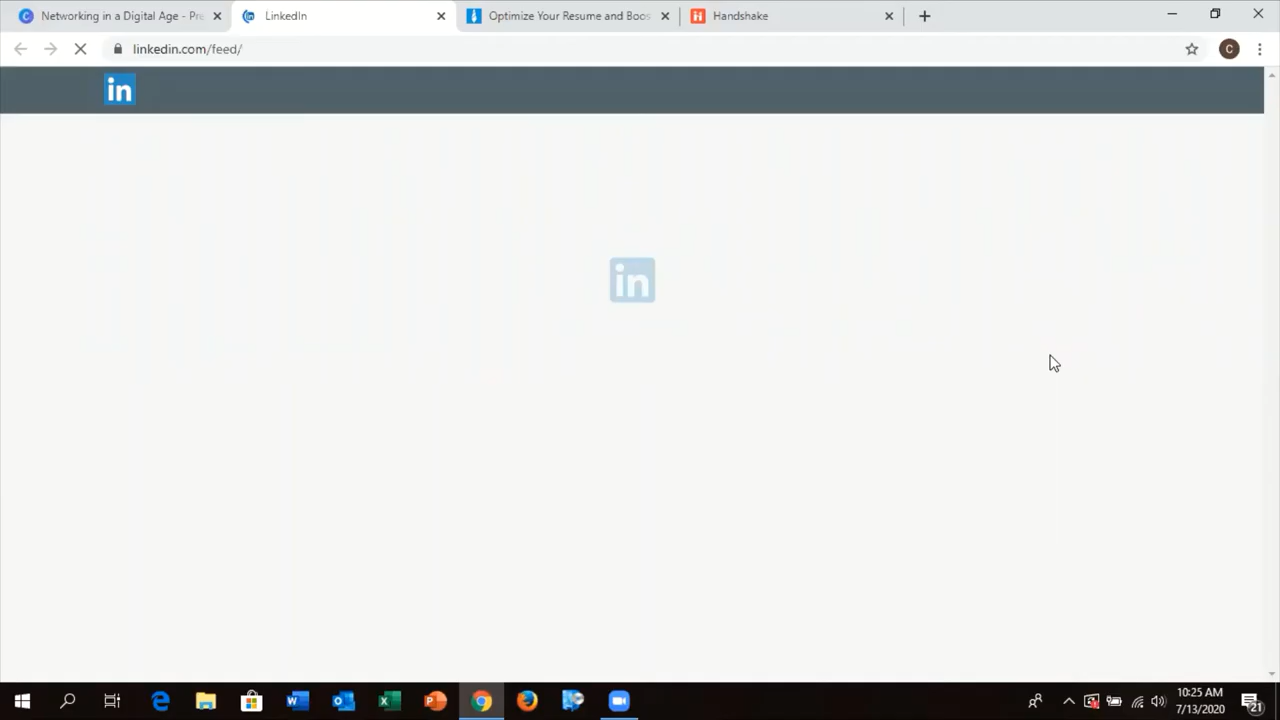 Networking in a Digital Age - Pre
LinkedIn
Optimize Your Resume and Boos
Handshake
linkedin.com/feed/
C
in
in
10:25 AM
7/13/2020
21